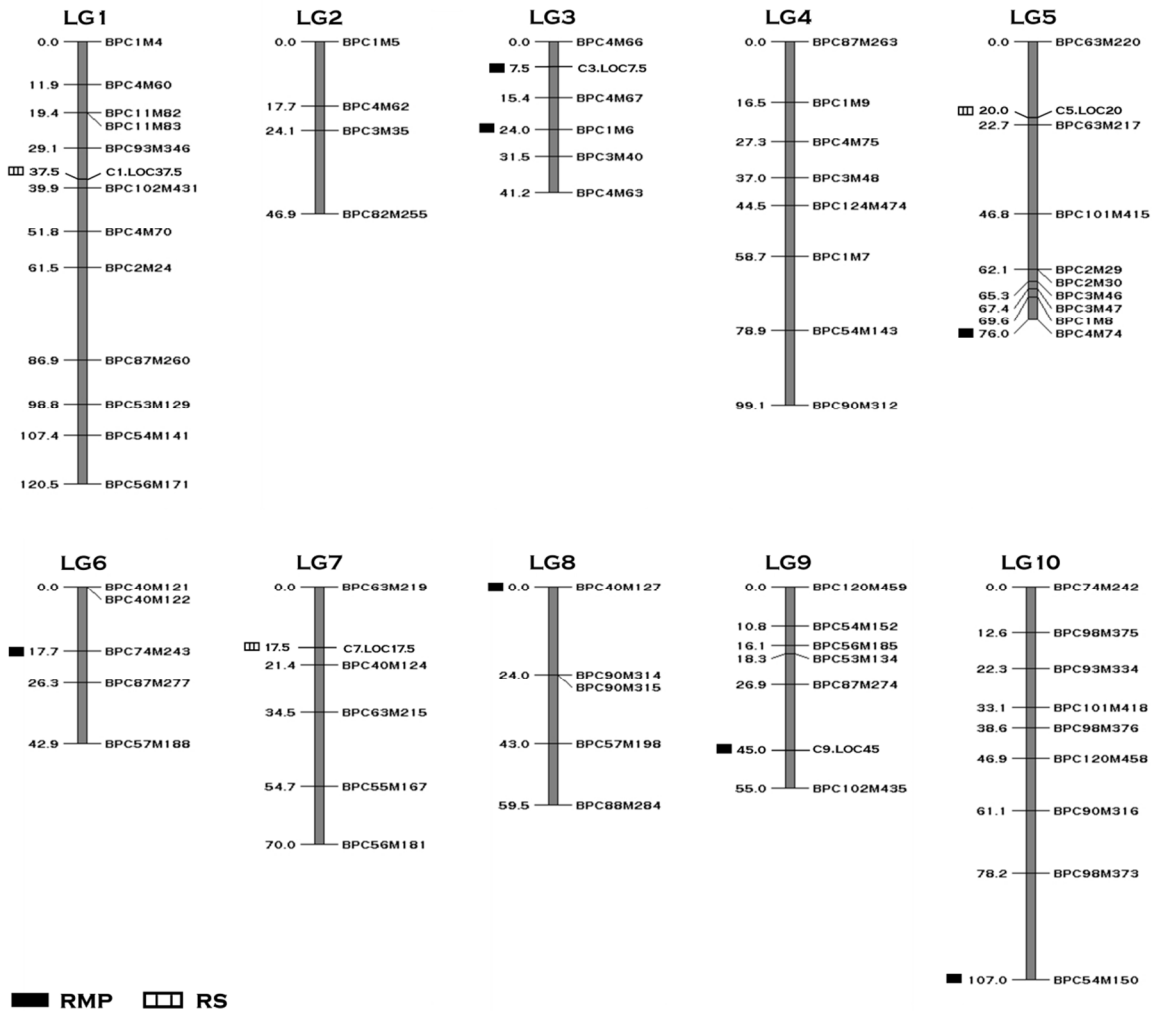 LG1
0.0 BPC1M4
11.9 BPC4M60
19.4 BPC11M82
BPC11M83
29.1 BPC93M346
37.5 C1.LOC37.5
39.9 BPC102M431
51.8 BPC4M70
61.5 BPC2M24
86.9 BPC87M260
98.8 BPC53M129
107.4 BPC54M141
120.5 BPC56M171
LG2
0.0 BPC1M5
17.7 BPC4M62
24.1 BPC3M35
46.9 BPC82M255
LG3
0.0 BPC4M66
7.5 C3.LOC7.5
15.4 BPC4M67
24.0 BPC1M6
31.5 BPC3M40
41.2 BPC4M63
LG4
0.0 BPC87M263
16.5 BPC1M9
27.3 BPC4M75
37.0 BPC3M48
44.5 BPC124M474
58.7 BPC1M7
78.9 BPC54M143
99.1 BPC90M312
LG5
0.0 BPC63M220
20.0 C5.LOC20
22.7 BPC63M217
46.8 BPC101M415
62.1 BPC2M29
BPC2M30
65.3 BPC3M46
67.4 BPC3M47
69.6 BPC1M8
76.0 BPC4M74
LG6
0.0 BPC40M121
BPC40M122
17.7 BPC74M243
26.3 BPC87M277
42.9 BPC57M188
LG7
0.0 BPC63M219
17.5 C7.LOC17.5
21.4 BPC40M124
34.5 BPC63M215
54.7 BPC55M167
70.0 BPC56M181
LG8
0.0 BPC40M127
24.0 BPC90M314
BPC90M315
43.0 BPC57M198
59.5 BPC88M284
LG9
0.0 BPC120M459
10.8 BPC54M152
16.1 BPC56M185
18.3 BPC53M134
26.9 BPC87M274
45.0 C9.LOC45
55.0 BPC102M435
LG10
0.0 BPC74M242
12.6 BPC98M375
22.3 BPC93M334
33.1 BPC101M418
38.6 BPC98M376
46.9 BPC120M458
61.1 BPC90M316
78.2 BPC98M373
107.0 BPC54M150
RMP RS